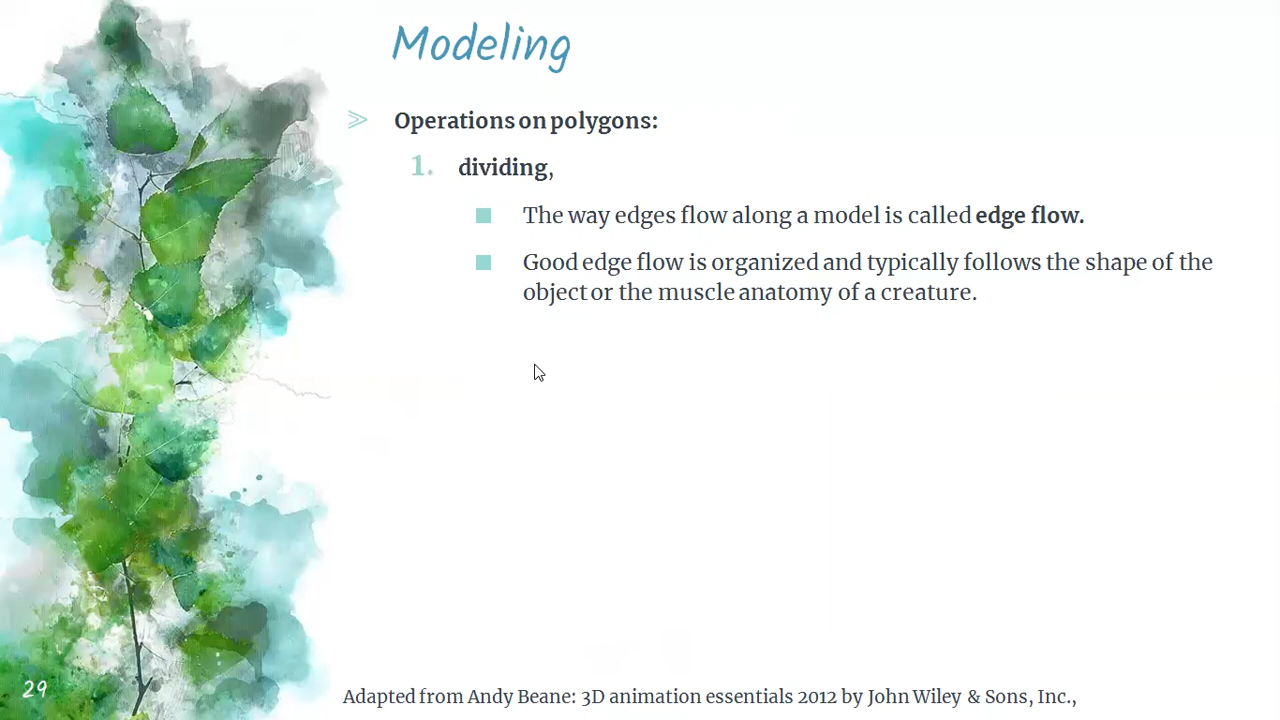 Modeling
Operations on polygons:
1. dividing,
The way edges flow along a model is called edge flow.
Good edge flow is organized and typically follows the shape of the
object or the muscle anatomy of a creature.
29
Adapted from Andy Beane: 3D animation essentials 2012 by John Wiley & Sons, Inc.,